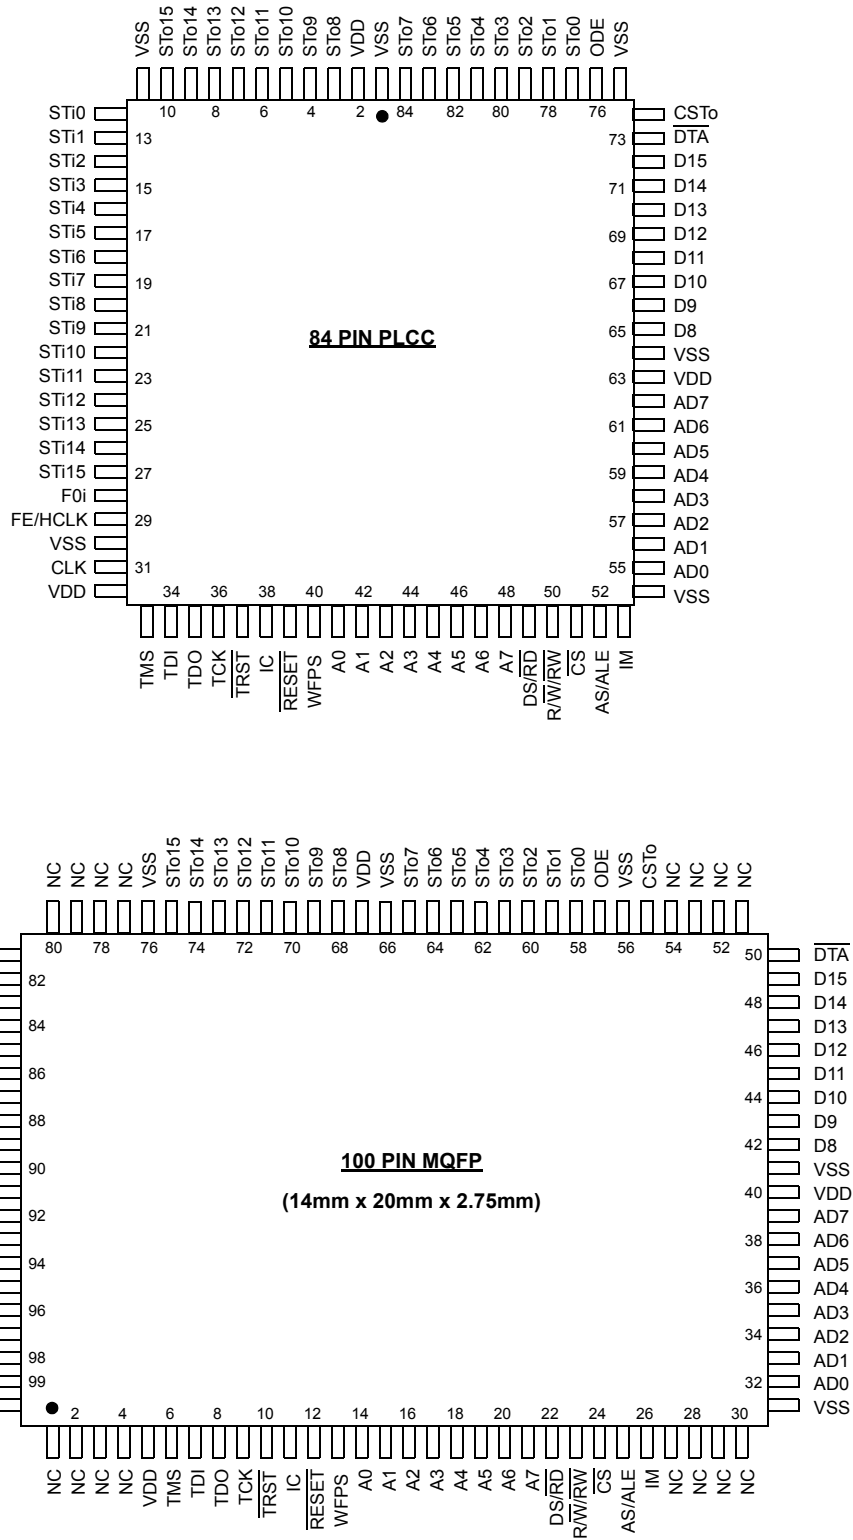 VSS STo15 STo14 STo13 STo12 STo11 STo10 STo9 STo8 VDD VSS STo7 STo6 STo5 STo4 STo3 STo2 STo1 STo0 ODE VSS
10 8 6 4 2 84 82 80 78 76
STi0 CSTo
STi1 13 73 DTA
STi2 D15
STi3 15 71 D14
STi4 D13
STi5 17 69 D12
STi6 D11
STi7 19 67 D10
STi8 D9
STi9 21 65 D8
84 PIN PLCC
STi10 VSS
STi11 23 63 VDD
STi12 AD7
STi13 25 61 AD6
STi14 AD5
STi15 27 59 AD4
F0i AD3
FE/HCLK 29 57 AD2
VSS AD1
CLK 31 55 AD0
VDD VSS
34 36 38 40 42 44 46 48 50 52
TMS TDI TDO TCK TRST IC RESET WFPS A0 A1 A2 A3 A4 A5 A6 A7 DS/RD R/W/RW CS AS/ALE IM
NC NC NC NC VSS STo15 STo14 STo13 STo12 STo11 STo10 STo9 STo8 VDD VSS STo7 STo6 STo5 STo4 STo3 STo2 STo1 STo0 ODE VSS CSTo NC NC NC NC
80 78 76 74 72 70 68 66 64 62 60 58 56 54 52
50 DTA
82 D15
48 D14
84 D13
46 D12
86 D11
44 D10
88 D9
42 D8
100 PIN MQFP
90 VSS
40 VDD
(14mm x 20mm x 2.75mm)
92 AD7
38 AD6
94 AD5
36 AD4
96 AD3
34 AD2
98 AD1
99 32 AD0
VSS
2 4 6 8 10 12 14 16 18 20 22 24 26 28 30
NC NC NC NC VDD TMS TDI TDO TCK TRST IC RESET WFPS A0 A1 A2 A3 A4 A5 A6 A7 DS/RD R/W/RW CS AS/ALE IM NC NC NC NC